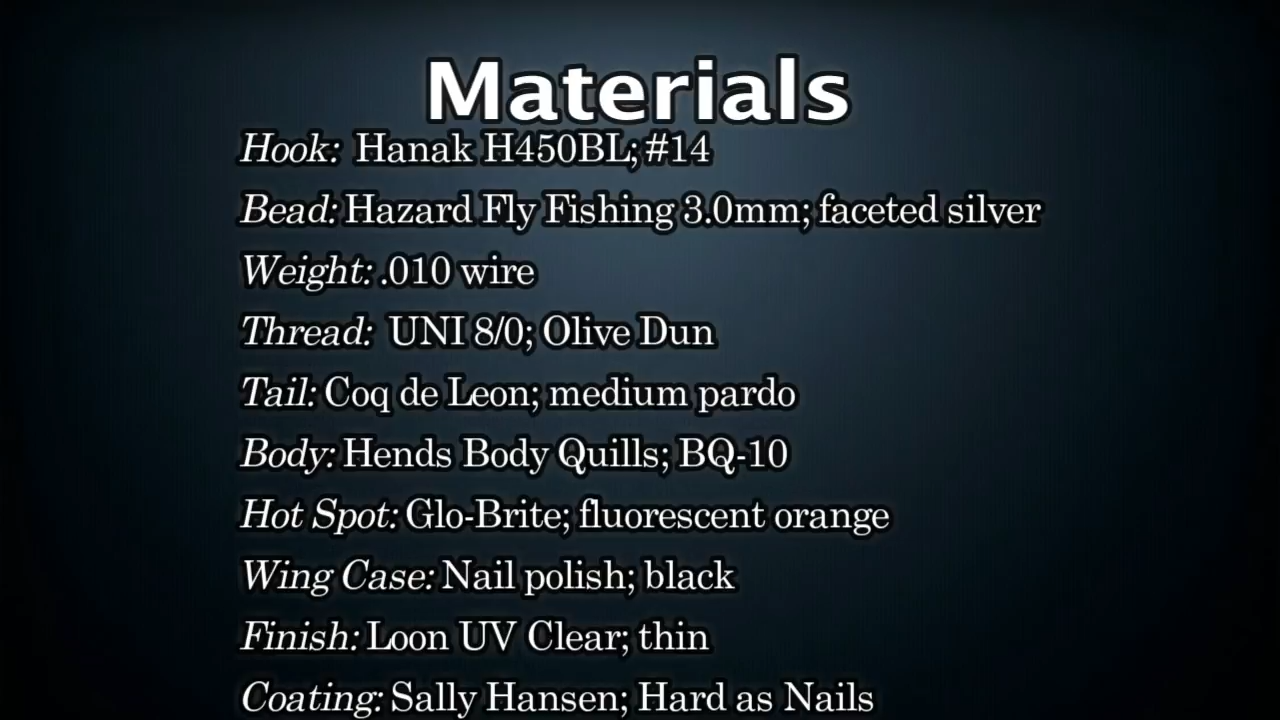 Materials
Hook: Hanak H450BL; #14
Bead: Hazard Fly Fishing 3.0mm; faceted silver
Weight: .010 wire
Thread: UNI 8/0; Olive Dun
Tail: Coq de Leon; medium pardo
Body: Hends Body Quills; BQ-10
Hot Spot: Glo-Brite; fluorescent orange
Wing Case: Nail polish; black
Finish: Loon UV Clear; thin
Coating: Sally Hansen; Hard as Nails